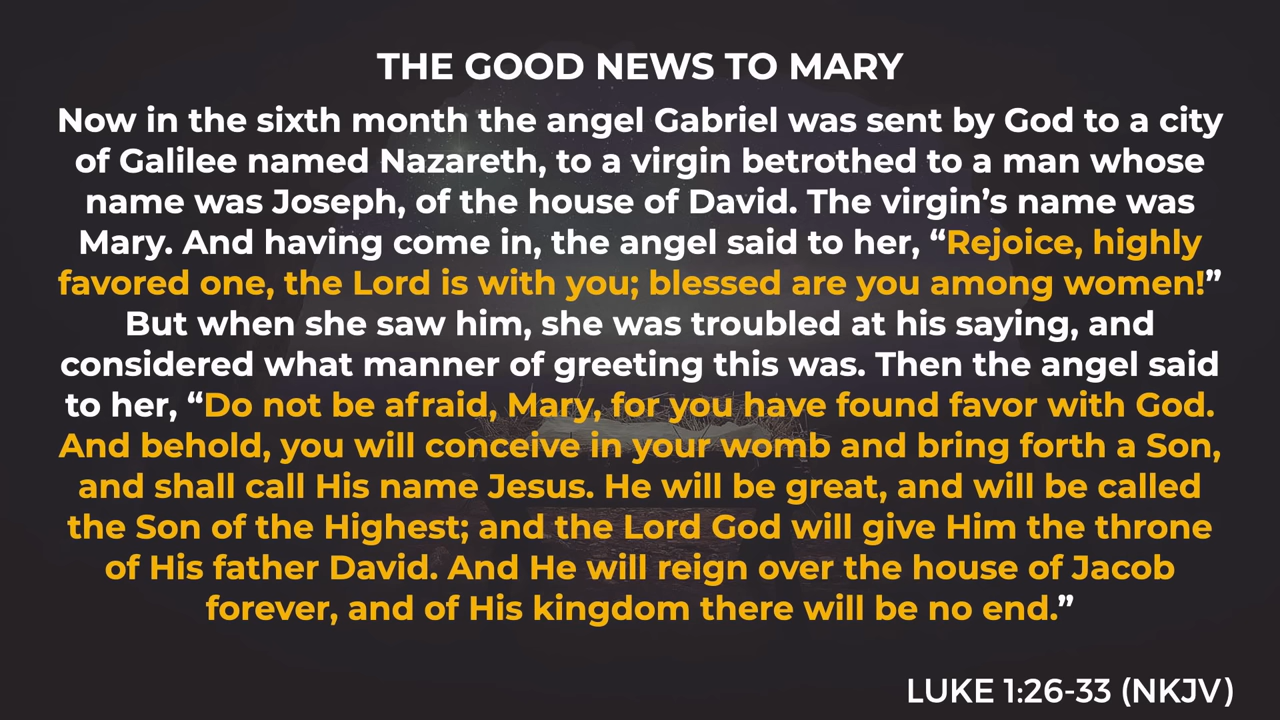 THE GOOD NEWS TO MARY
Now in the sixth month the angel Gabriel was sent by God to a city
of Galilee named Nazareth, to a virgin betrothed to a man whose
name was Joseph, of the house of David. The virgin’s name was
Mary. And having come in, the angel said to her, “Rejoice, highly
favored one, the Lord is with you; blessed are you among women!”
But when she saw him, she was troubled at his saying, and
considered what manner of greeting this was. Then the angel said
to her, “Do not be afraid, Mary, for you have found favor with God.
And behold, you will conceive in your womb and bring forth a Son,
and shall call His name Jesus. He will be great, and will be called
the Son of the Highest; and the Lord God will give Him the throne
of His father David. And He will reign over the house of Jacob
forever, and of His kingdom there will be no end.”
LUKE 1:26-33 (NKJV)